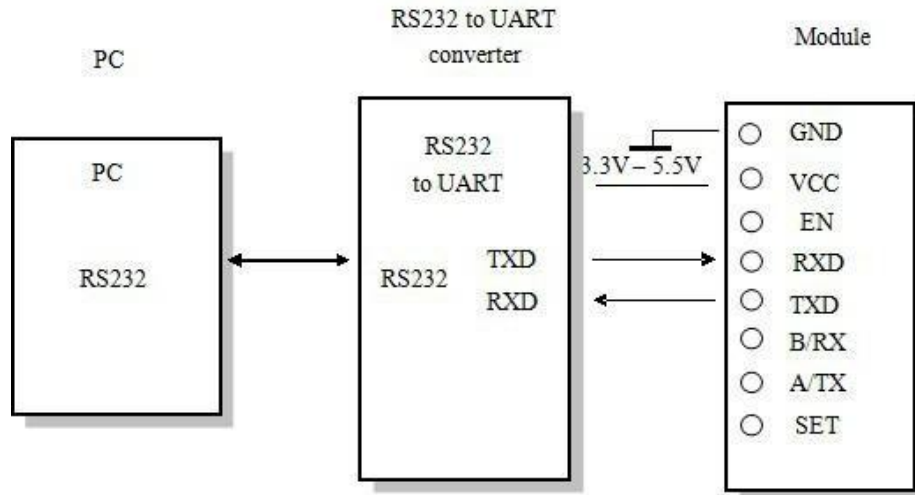 RS232 to UART
converter
PC
Module
PC
RS232
RS232
to UART
RS232
TXD
RXD
3.3V – 5.5V
GND
VCC
EN
RXD
TXD
B/RX
A/TX
SET